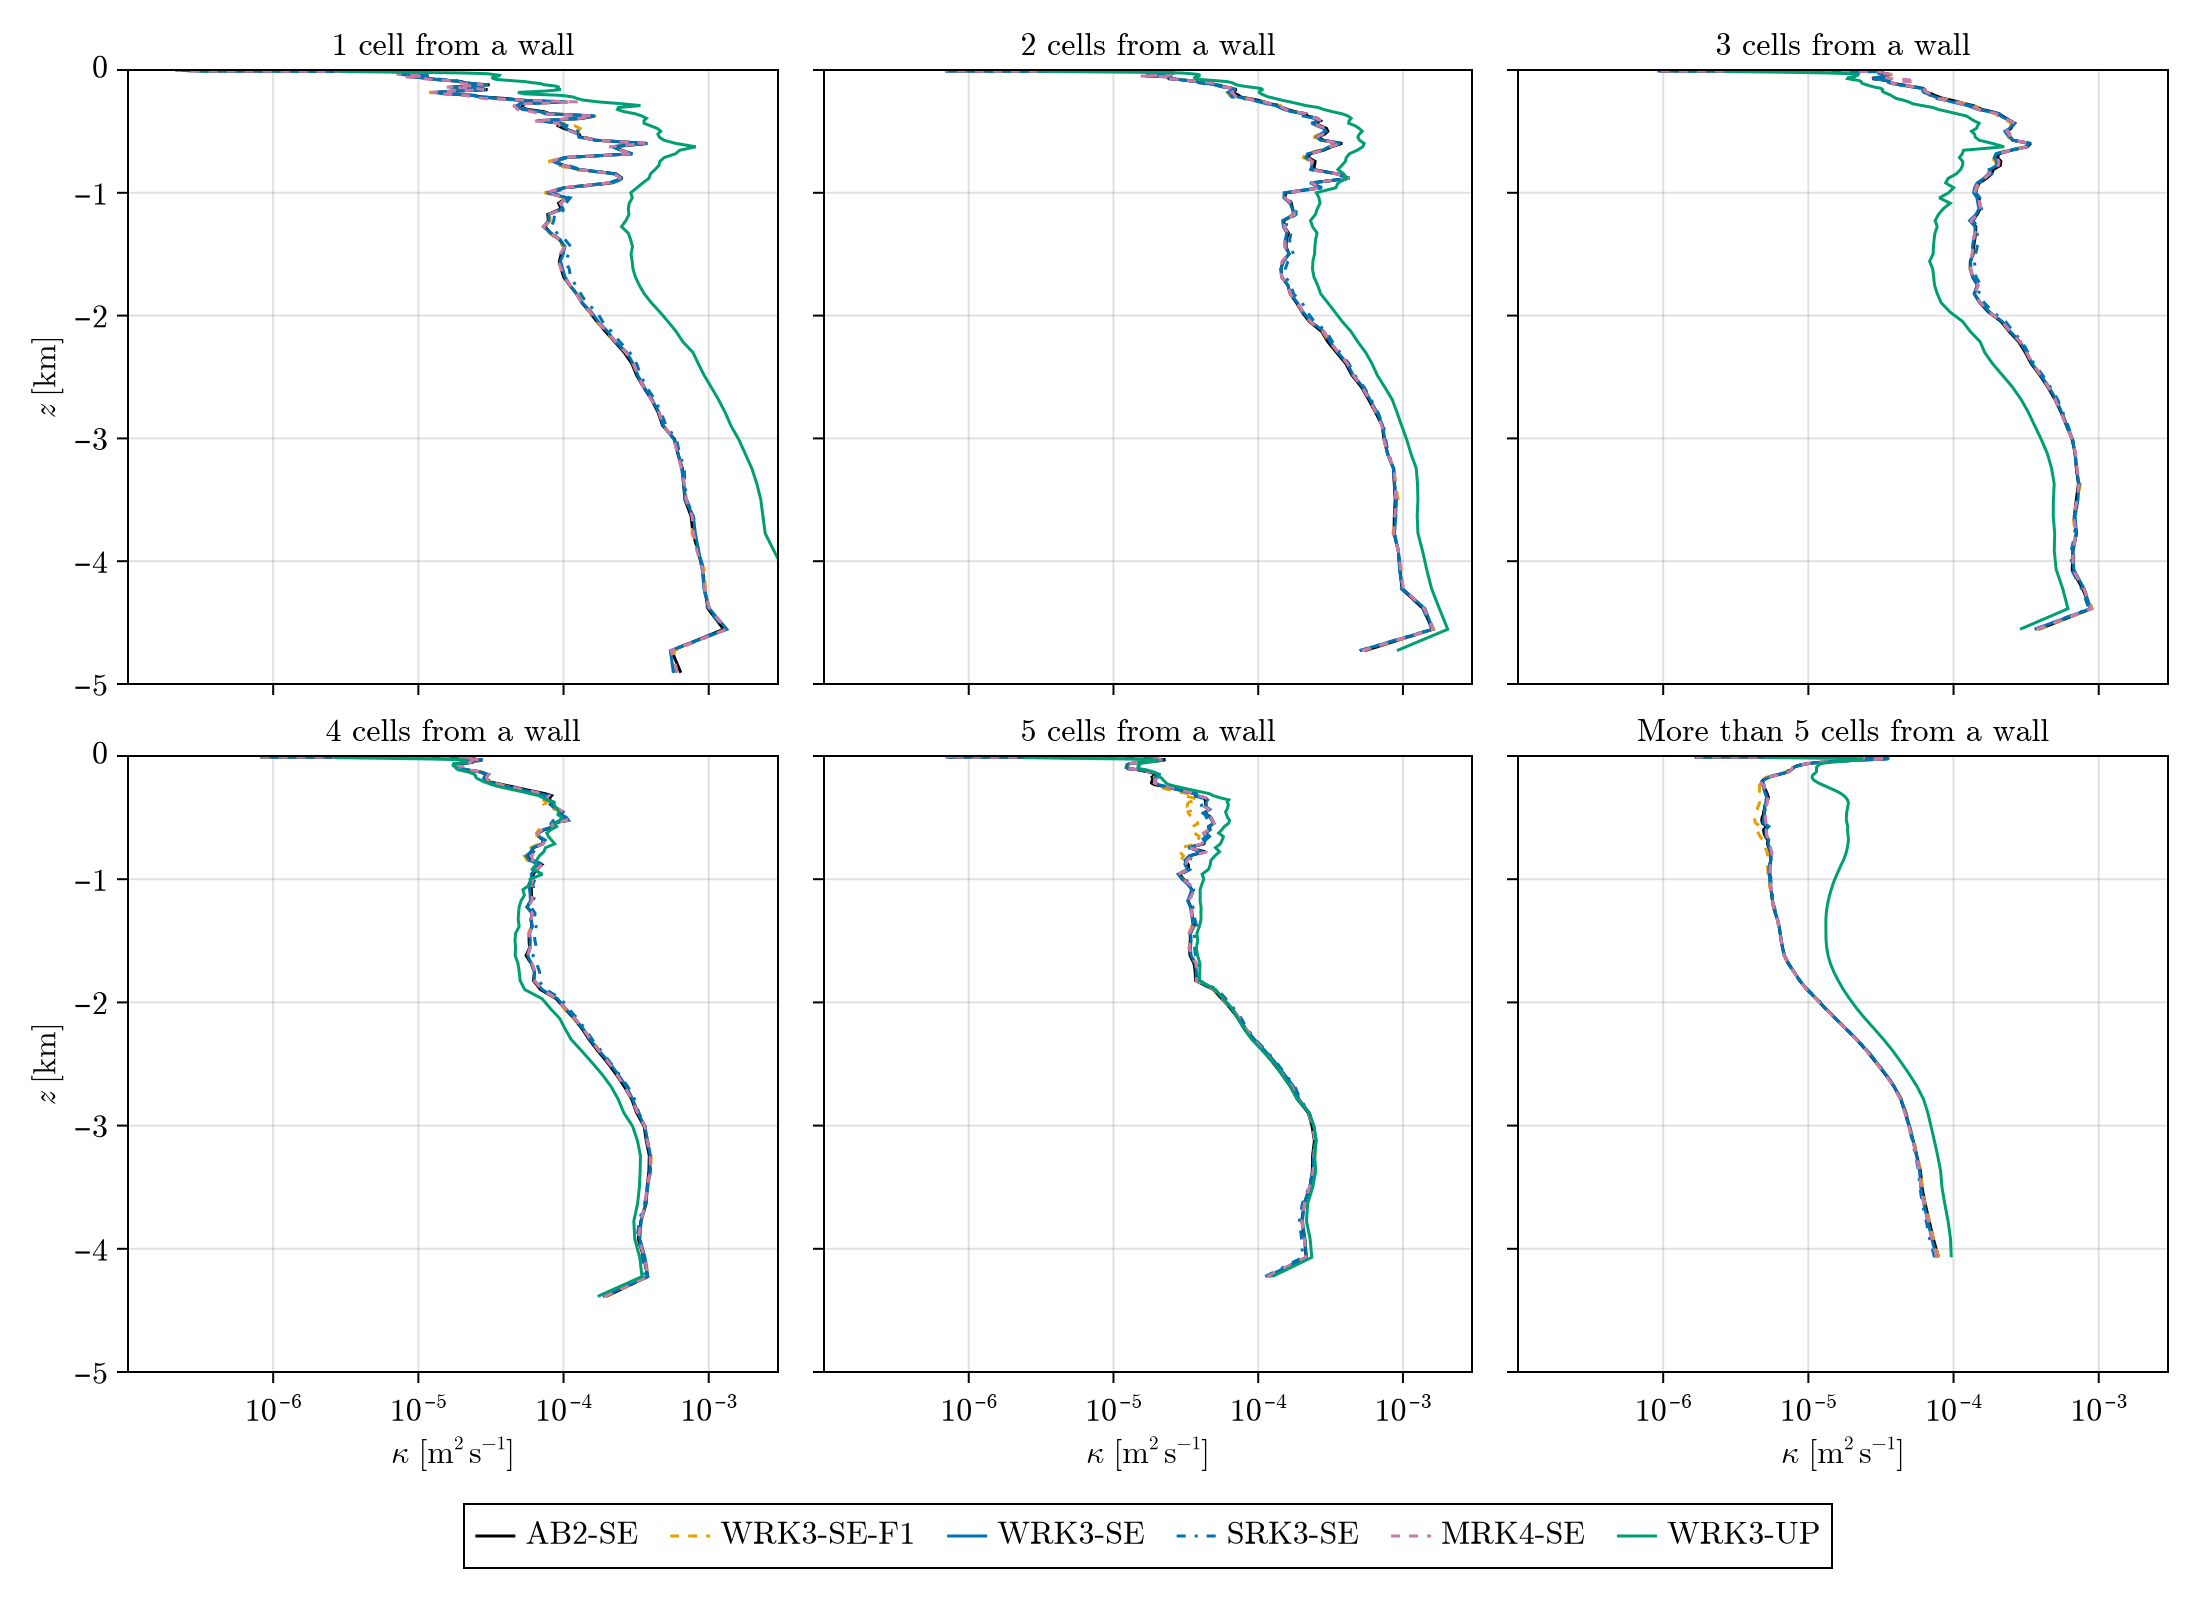 1 cell from a wall
2 cells from a wall
3 cells from a wall
0
−1
−2
−3
−4
−5
z [km]
4 cells from a wall
5 cells from a wall
More than 5 cells from a wall
0
−1
−2
−3
−4
−5
z [km]
10⁻⁶ 10⁻⁵ 10⁻⁴ 10⁻³
10⁻⁶ 10⁻⁵ 10⁻⁴ 10⁻³
10⁻⁶ 10⁻⁵ 10⁻⁴ 10⁻³
κ [m² s⁻¹]
κ [m² s⁻¹]
κ [m² s⁻¹]
AB2-SE WRK3-SE-F1 WRK3-SE SRK3-SE MRK4-SE WRK3-UP